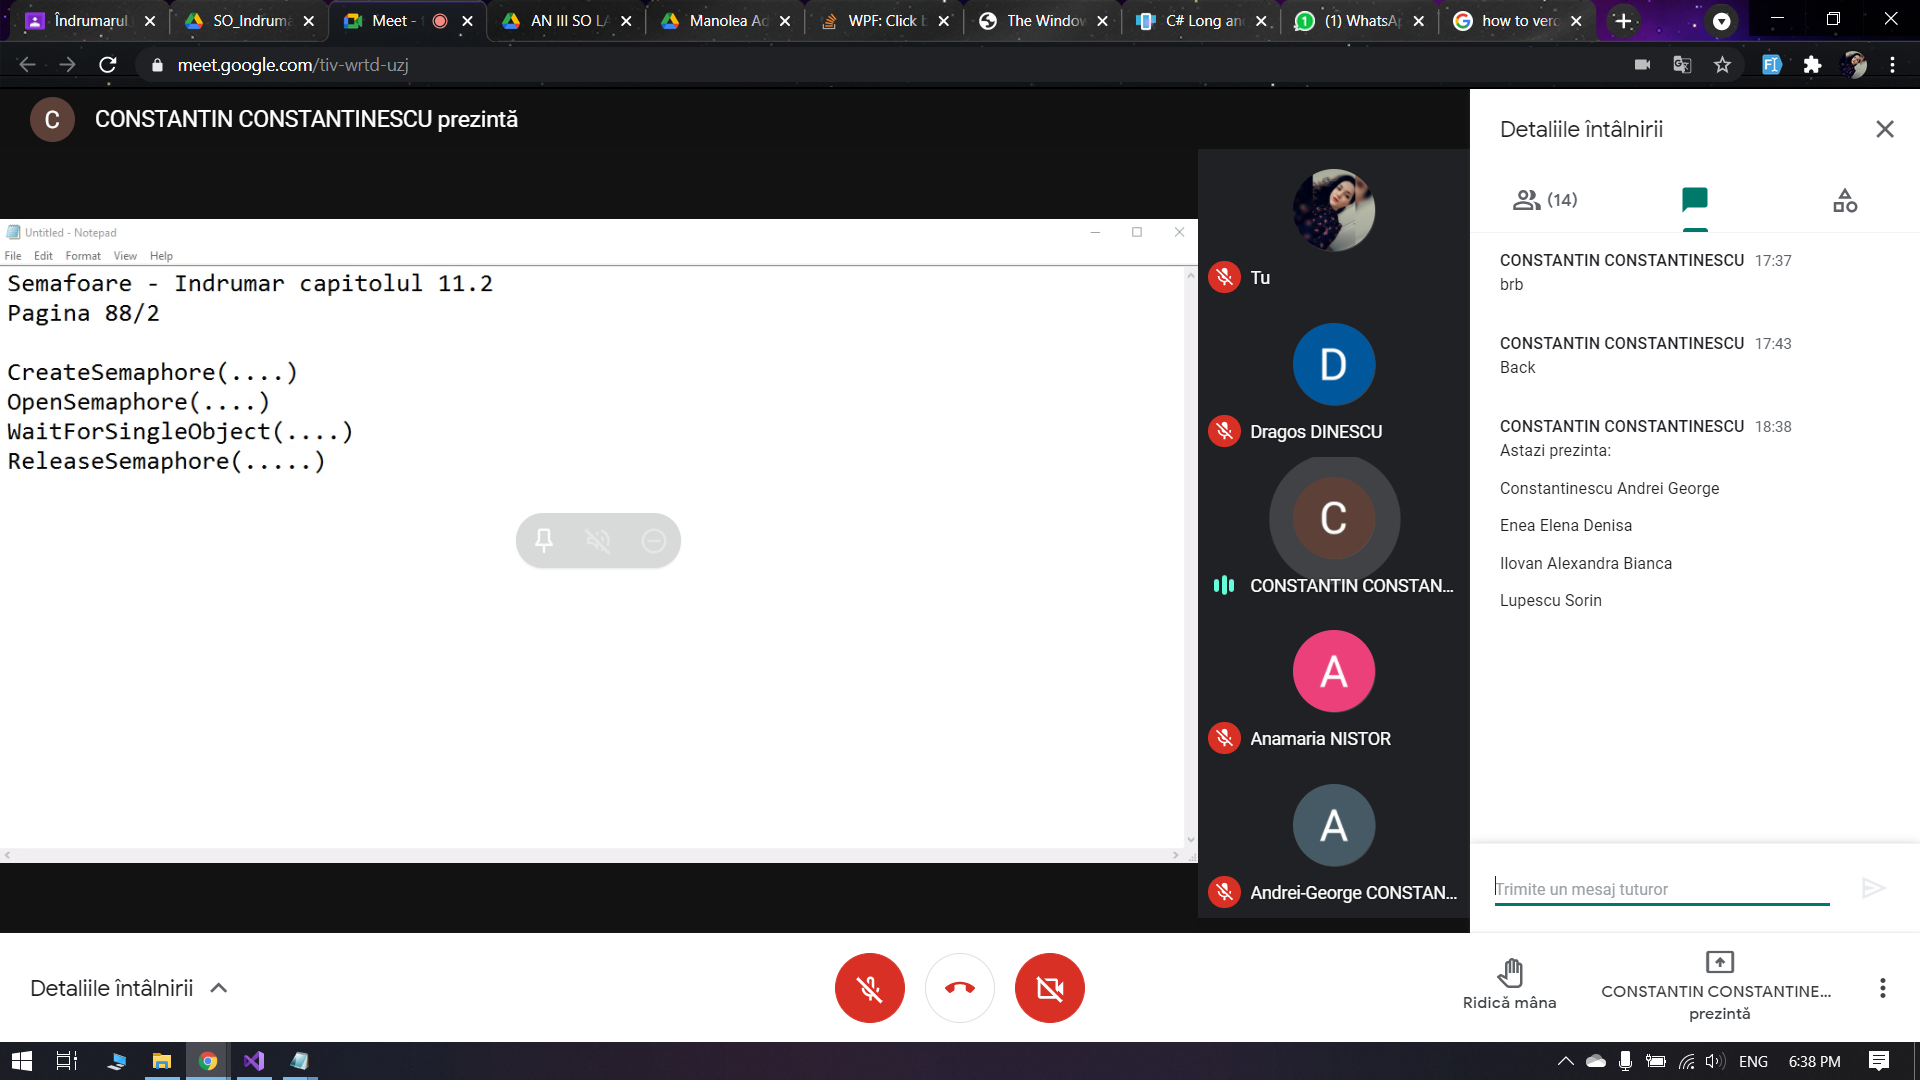 Îndrumarul
SO_Indruma
Meet -
AN III SO LA
Manolea Ad
WPF: Click
The Window
C# Long an
(1) WhatsA
how to verc
meet.google.com/tiv-wrtd-uzj
C
CONSTANTIN CONSTANTINESCU prezintă
Untitled - Notepad
File Edit Format View Help
Semafoare - Indrumar capitolul 11.2
Pagina 88/2
CreateSemaphore(....)
OpenSemaphore(....)
WaitForSingleObject(....)
ReleaseSemaphore(.....)
Tu
D
Dragos DINESCU
C
CONSTANTIN CONSTAN...
A
Anamaria NISTOR
A
Andrei-George CONSTAN...
Detaliile întâlnirii
(14)
CONSTANTIN CONSTANTINESCU 17:37
brb
CONSTANTIN CONSTANTINESCU 17:43
Back
CONSTANTIN CONSTANTINESCU 18:38
Astazi prezinta:
Constantinescu Andrei George
Enea Elena Denisa
Ilovan Alexandra Bianca
Lupescu Sorin
Trimite un mesaj tuturor
Detaliile întâlnirii
Ridică mâna
CONSTANTIN CONSTANTINE...
prezintă
ENG
6:38 PM